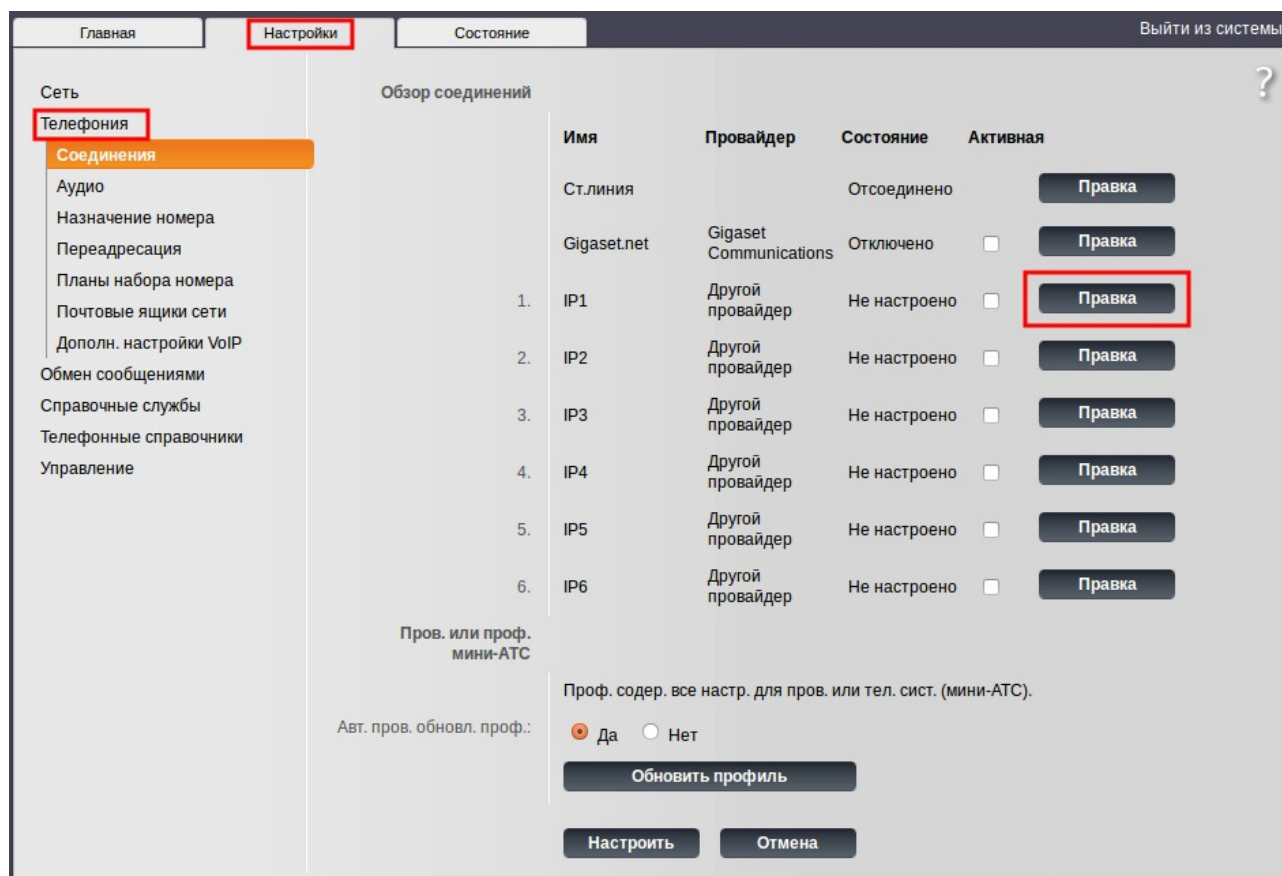 Главная
Настройки
Состояние
Выйти из системы
?
Сеть
Телефония
Соединения
Аудио
Назначение номера
Переадресация
Планы набора номера
Почтовые ящики сети
Дополн. настройки VoIP
Обмен сообщениями
Справочные службы
Телефонные справочники
Управление
Обзор соединений
Имя Провайдер Состояние Активная
Ст.линия Отсоединено Правка
Gigaset.net Gigaset
Communications Отключено Правка
1. IP1 Другой
провайдер Не настроено Правка
2. IP2 Другой
провайдер Не настроено Правка
3. IP3 Другой
провайдер Не настроено Правка
4. IP4 Другой
провайдер Не настроено Правка
5. IP5 Другой
провайдер Не настроено Правка
6. IP6 Другой
провайдер Не настроено Правка
Пров. или проф.
мини-АТС
Проф. содер. все настр. для пров. или тел. сист. (мини-АТС).
Авт. пров. обновл. проф.: Да Нет
Обновить профиль
Настроить Отмена